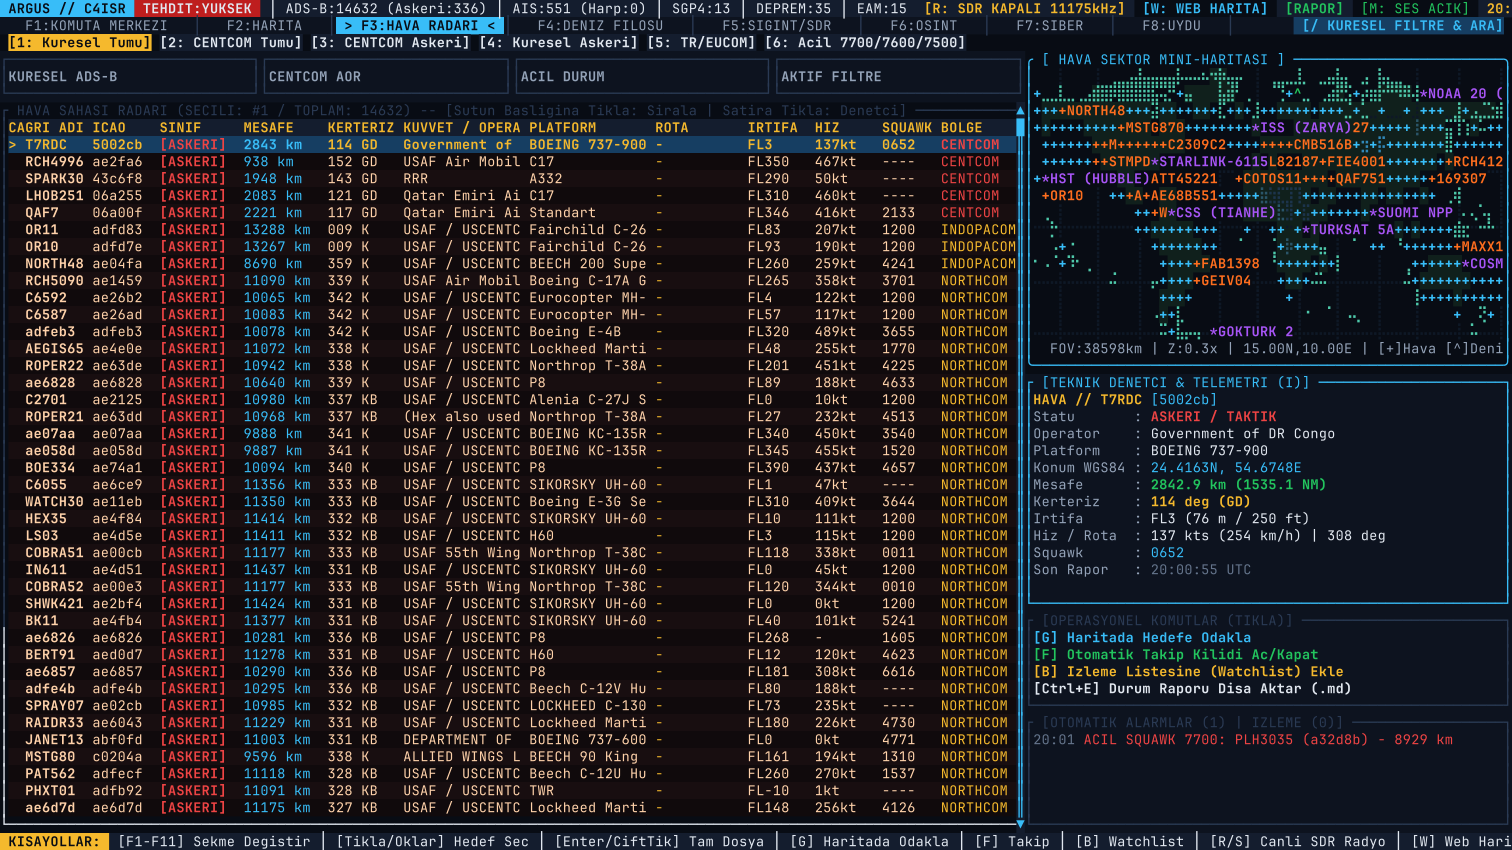 ARGUS // C4ISR TEHDIT:YUKSEK | ADS-B:14632 (Askeri:336) | AIS:551 (Harp:0) | SGP4:13 | DEPREM:35 | EAM:15 [R: SDR KAPALI 11175kHz] [W: WEB HARITA] [RAPOR] [M: SES ACIK] 20:
F1:KOMUTA MERKEZI F2:HARITA > F3:HAVA RADARI < F4:DENIZ FILOSU F5:SIGINT/SDR F6:OSINT F7:SIBER F8:UYDU [/ KURESEL FILTRE & ARA]
[1: Kuresel Tumu] [2: CENTCOM Tumu] [3: CENTCOM Askeri] [4: Kuresel Askeri] [5: TR/EUCOM] [6: Acil 7700/7600/7500]
KURESEL ADS-B CENTCOM AOR ACIL DURUM AKTIF FILTRE
HAVA SAHASI RADARI (SECILI: #1 / TOPLAM: 14632) -- [Sutun Basligina Tikla: Sirala | Satira Tikla: Denetci]
CAGRI ADI ICAO SINIF MESAFE KERTERIZ KUVVET / OPERA PLATFORM ROTA IRTIFA HIZ SQUAWK BOLGE
> T7RDC 5002cb [ASKERI] 2843 km 114 GD Government of BOEING 737-900 - FL3 137kt 0652 CENTCOM
RCH4996 ae2fa6 [ASKERI] 938 km 152 GD USAF Air Mobil C17 - FL350 467kt ---- CENTCOM
SPARK30 43c6f8 [ASKERI] 1948 km 143 GD RRR A332 - FL290 50kt ---- CENTCOM
LHOB251 06a255 [ASKERI] 2083 km 121 GD Qatar Emiri Ai C17 - FL310 460kt ---- CENTCOM
QAF7 06a00f [ASKERI] 2221 km 117 GD Qatar Emiri Ai Standart - FL346 416kt 2133 CENTCOM
OR11 adfd83 [ASKERI] 13288 km 009 K USAF / USCENTC Fairchild C-26 - FL83 207kt 1200 INDOPACOM
OR10 adfd7e [ASKERI] 13267 km 009 K USAF / USCENTC Fairchild C-26 - FL93 190kt 1200 INDOPACOM
NORTH48 ae04fa [ASKERI] 8690 km 359 K USAF / USCENTC BEECH 200 Supe - FL260 259kt 4241 INDOPACOM
RCH5090 ae1459 [ASKERI] 11090 km 339 K USAF Air Mobil Boeing C-17A G - FL265 358kt 3701 NORTHCOM
C6592 ae26b2 [ASKERI] 10065 km 342 K USAF / USCENTC Eurocopter MH- - FL4 122kt 1200 NORTHCOM
C6587 ae26ad [ASKERI] 10083 km 342 K USAF / USCENTC Eurocopter MH- - FL57 117kt 1200 NORTHCOM
adfeb3 adfeb3 [ASKERI] 10078 km 342 K USAF / USCENTC Boeing E-4B - FL320 489kt 3655 NORTHCOM
AEGIS65 ae4e0e [ASKERI] 11072 km 338 K USAF / USCENTC Lockheed Marti - FL48 255kt 1770 NORTHCOM
ROPER22 ae63de [ASKERI] 10942 km 338 K USAF / USCENTC Northrop T-38A - FL201 451kt 4225 NORTHCOM
ae6828 ae6828 [ASKERI] 10640 km 339 K USAF / USCENTC P8 - FL89 188kt 4633 NORTHCOM
C2701 ae2125 [ASKERI] 10980 km 337 KB USAF / USCENTC Alenia C-27J S - FL0 10kt 1200 NORTHCOM
ROPER21 ae63dd [ASKERI] 10968 km 337 KB (Hex also used Northrop T-38A - FL27 232kt 4513 NORTHCOM
ae07aa ae07aa [ASKERI] 9888 km 341 K USAF / USCENTC BOEING KC-135R - FL340 450kt 3540 NORTHCOM
ae058d ae058d [ASKERI] 9887 km 341 K USAF / USCENTC BOEING KC-135R - FL345 455kt 1520 NORTHCOM
BOE334 ae74a1 [ASKERI] 10094 km 340 K USAF / USCENTC P8 - FL390 437kt 4657 NORTHCOM
C6055 ae6ce9 [ASKERI] 11356 km 333 KB USAF / USCENTC SIKORSKY UH-60 - FL1 47kt ---- NORTHCOM
WATCH30 ae11eb [ASKERI] 11350 km 333 KB USAF / USCENTC Boeing E-3G Se - FL310 409kt 3644 NORTHCOM
HEX35 ae4f84 [ASKERI] 11414 km 332 KB USAF / USCENTC SIKORSKY UH-60 - FL10 111kt 1200 NORTHCOM
LS03 ae4d5e [ASKERI] 11411 km 332 KB USAF / USCENTC H60 - FL3 115kt 1200 NORTHCOM
COBRA51 ae00cb [ASKERI] 11177 km 333 KB USAF 55th Wing Northrop T-38C - FL118 338kt 0011 NORTHCOM
IN611 ae4d51 [ASKERI] 11437 km 331 KB USAF / USCENTC SIKORSKY UH-60 - FL0 45kt 1200 NORTHCOM
COBRA52 ae00e3 [ASKERI] 11177 km 333 KB USAF 55th Wing Northrop T-38C - FL120 344kt 0010 NORTHCOM
SHWK421 ae2bf4 [ASKERI] 11424 km 331 KB USAF / USCENTC SIKORSKY UH-60 - FL0 0kt 1200 NORTHCOM
BK11 ae4fb4 [ASKERI] 11377 km 331 KB USAF / USCENTC SIKORSKY UH-60 - FL40 101kt 5241 NORTHCOM
ae6826 ae6826 [ASKERI] 10281 km 336 KB USAF / USCENTC P8 - FL268 - 1605 NORTHCOM
BERT91 aed0d7 [ASKERI] 11278 km 331 KB USAF / USCENTC H60 - FL12 120kt 4623 NORTHCOM
ae6857 ae6857 [ASKERI] 10290 km 336 KB USAF / USCENTC P8 - FL181 308kt 6616 NORTHCOM
adfe4b adfe4b [ASKERI] 10295 km 336 KB USAF / USCENTC Beech C-12V Hu - FL80 188kt ---- NORTHCOM
SPRAY07 ae02cb [ASKERI] 10985 km 332 KB USAF / USCENTC LOCKHEED C-130 - FL73 235kt ---- NORTHCOM
RAIDR33 ae6043 [ASKERI] 11229 km 331 KB USAF / USCENTC Lockheed Marti - FL180 226kt 4730 NORTHCOM
JANET13 abf0fd [ASKERI] 11003 km 331 KB DEPARTMENT OF BOEING 737-600 - FL0 0kt 4771 NORTHCOM
MSTG80 c0204a [ASKERI] 9596 km 338 K ALLIED WINGS L BEECH 90 King - FL161 194kt 1310 NORTHCOM
PAT562 adfecf [ASKERI] 11118 km 328 KB USAF / USCENTC Beech C-12U Hu - FL260 270kt 1537 NORTHCOM
PHXT01 adfb92 [ASKERI] 11091 km 328 KB USAF / USCENTC TWR - FL-10 1kt ---- NORTHCOM
ae6d7d ae6d7d [ASKERI] 11175 km 327 KB USAF / USCENTC Lockheed Marti - FL148 256kt 4126 NORTHCOM
[ HAVA SEKTOR MINI-HARITASI ]
*NOAA 20 (
+NORTH48
+MSTG870 *ISS (ZARYA)27
+M C2309C2 CMB516B
+STMPD*STARLINK-6115L82187+FIE4001 +RCH412
+*HST (HUBBLE)ATT45221 +COTOS11 QAF751 +169307
+OR10 +A+AE68B551
+W*CSS (TIANHE) *SUOMI NPP
*TURKSAT 5A
+MAXX1
+FAB1398 *COSM
+GEIV04
*GOKTURK 2
FOV:38598km | Z:0.3x | 15.00N,10.00E | [+]Hava [^]Deni
[TEKNIK DENETCI & TELEMETRI (I)]
HAVA // T7RDC [5002cb]
Statu : ASKERI / TAKTIK
Operator : Government of DR Congo
Platform : BOEING 737-900
Konum WGS84 : 24.4163N, 54.6748E
Mesafe : 2842.9 km (1535.1 NM)
Kerteriz : 114 deg (GD)
Irtifa : FL3 (76 m / 250 ft)
Hiz / Rota : 137 kts (254 km/h) | 308 deg
Squawk : 0652
Son Rapor : 20:00:55 UTC
[OPERASYONEL KOMUTLAR (TIKLA)]
[G] Haritada Hedefe Odakla
[F] Otomatik Takip Kilidi Ac/Kapat
[B] Izleme Listesine (Watchlist) Ekle
[Ctrl+E] Durum Raporu Disa Aktar (.md)
[OTOMATIK ALARMLAR (1) | IZLEME (0)]
20:01 ACIL SQUAWK 7700: PLH3035 (a32d8b) - 8929 km
KISAYOLLAR: [F1-F11] Sekme Degistir | [Tikla/Oklar] Hedef Sec | [Enter/CiftTik] Tam Dosya | [G] Haritada Odakla | [F] Takip | [B] Watchlist | [R/S] Canli SDR Radyo | [W] Web Hari